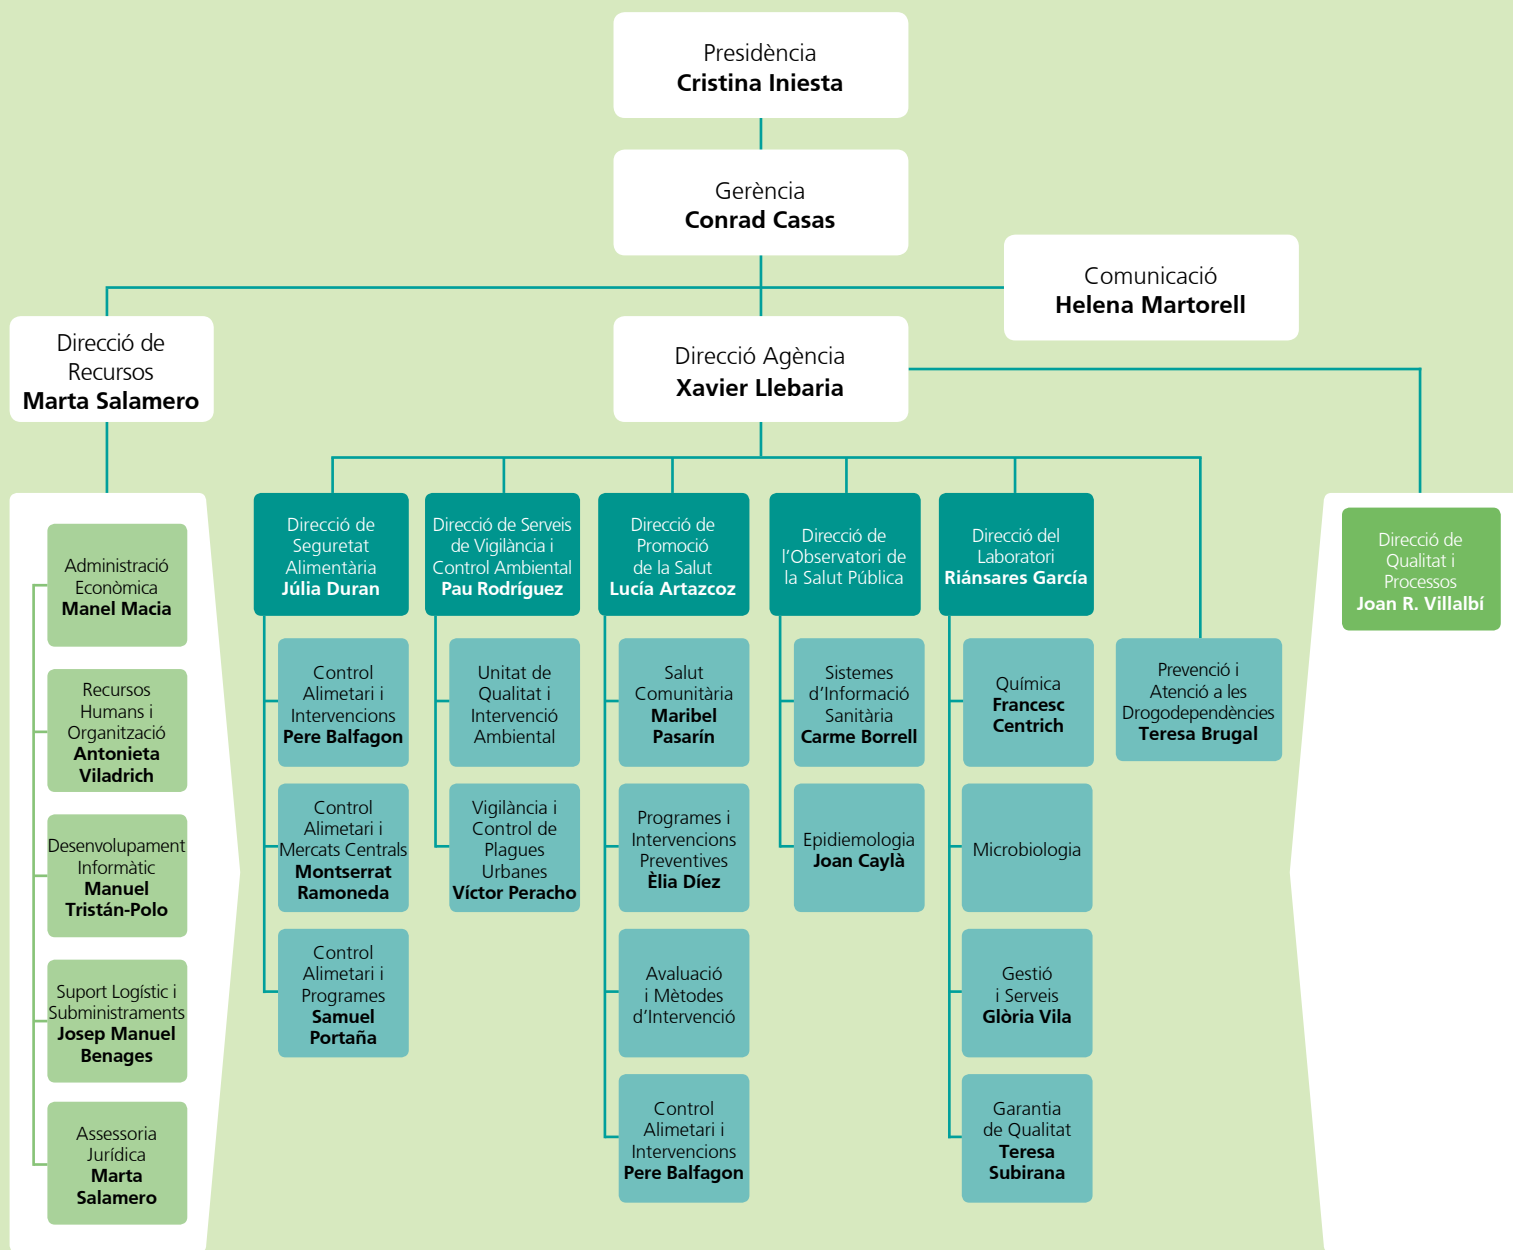 Presidència
Cristina Iniesta
Gerència
Conrad Casas
Comunicació
Helena Martorell
Direcció de
Recursos
Marta Salamero
Direcció Agència
Xavier Llebaria
Administració
Econòmica
Manel Macia
Recursos
Humans i
Organització
Antonieta
Viladrich
Desenvolupament
Informàtic
Manuel
Tristán-Polo
Suport Logístic i
Subministraments
Josep Manuel
Benages
Assessoria
Jurídica
Marta
Salamero
Direcció de
Seguretat
Alimentària
Júlia Duran
Control
Alimetari i
Intervencions
Pere Balfagon
Control
Alimetari i
Mercats Centrals
Montserrat
Ramoneda
Control
Alimetari i
Programes
Samuel
Portaña
Direcció de Serveis
de Vigilància i
Control Ambiental
Pau Rodríguez
Unitat de
Qualitat i
Intervenció
Ambiental
Vigilància i
Control de
Plagues
Urbanes
Víctor Peracho
Direcció de
Promoció
de la Salut
Lucía Artazcoz
Salut
Comunitària
Maribel
Pasarín
Programes i
Intervencions
Preventives
Èlia Díez
Avaluació
i Mètodes
d'Intervenció
Control
Alimetari i
Intervencions
Pere Balfagon
Direcció de
l'Observatori de
la Salut Pública
Sistemes
d'Informació
Sanitària
Carme Borrell
Epidemologia
Joan Caylà
Direcció del
Laboratori
Riánsares García
Química
Francesc
Centrich
Microbiologia
Gestió
i Serveis
Glòria Vila
Garantia
de Qualitat
Teresa
Subirana
Prevenció i
Atenció a les
Drogodependències
Teresa Brugal
Direcció de
Qualitat i
Processos
Joan R. Villalbí